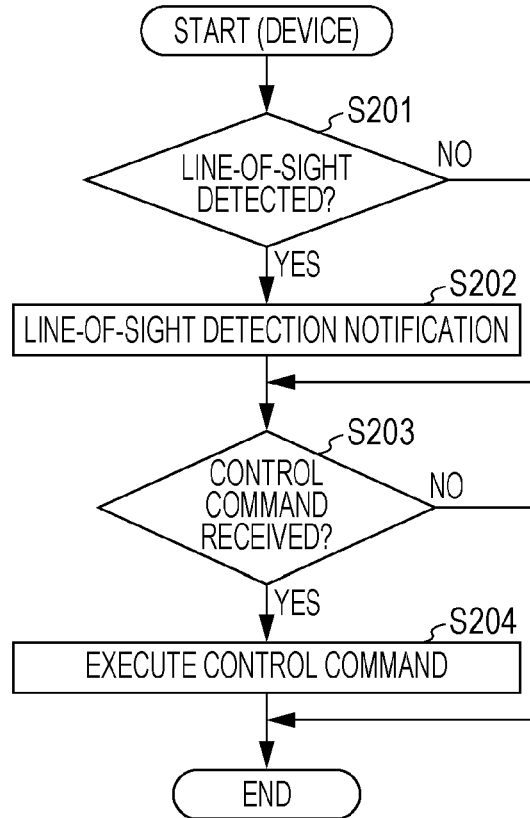 START (DEVICE)
S201
LINE-OF-SIGHT
DETECTED?
NO
YES
S202
LINE-OF-SIGHT DETECTION NOTIFICATION
S203
CONTROL
COMMAND
RECEIVED?
NO
YES
S204
EXECUTE CONTROL COMMAND
END